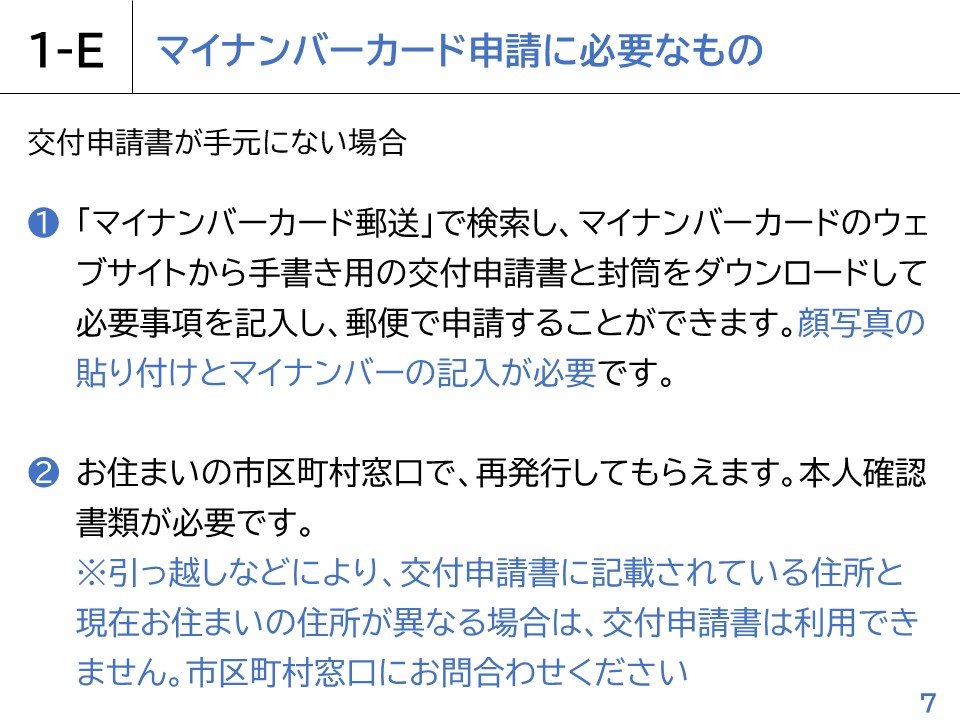 1-E
マイナンバーカード申請に必要なもの
交付申請書が手元にない場合
❶ 「マイナンバーカード郵送」で検索し、マイナンバーカードのウェ
ブサイトから手書き用の交付申請書と封筒をダウンロードして
必要事項を記入し、郵便で申請することができます。顔写真の
貼り付けとマイナンバーの記入が必要です。
❷ お住まいの市区町村窓口で、再発行してもらえます。本人確認
書類が必要です。
※引っ越しなどにより、交付申請書に記載されている住所と
現在お住まいの住所が異なる場合は、交付申請書は利用でき
ません。市区町村窓口にお問合わせください
7